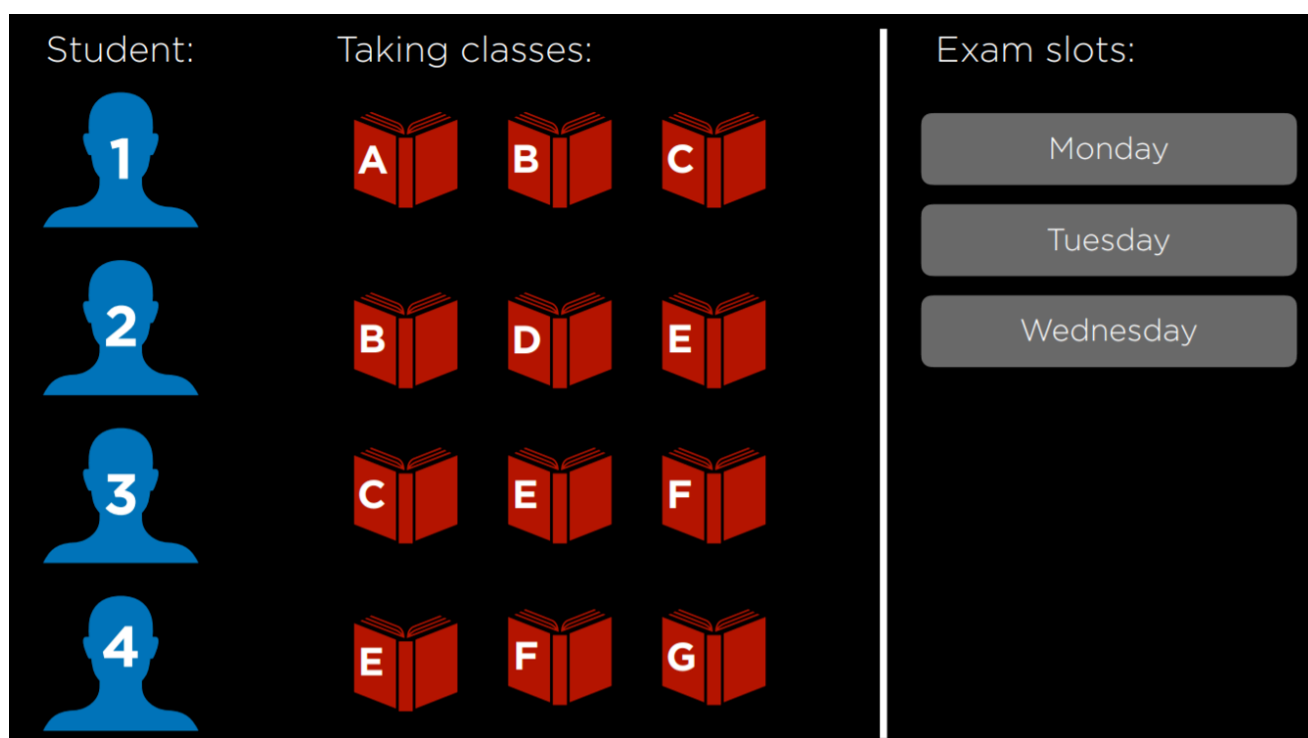 Student: Taking classes: Exam slots:
1 A B C Monday
Tuesday
2 B D E Wednesday
3 C E F
4 E F G